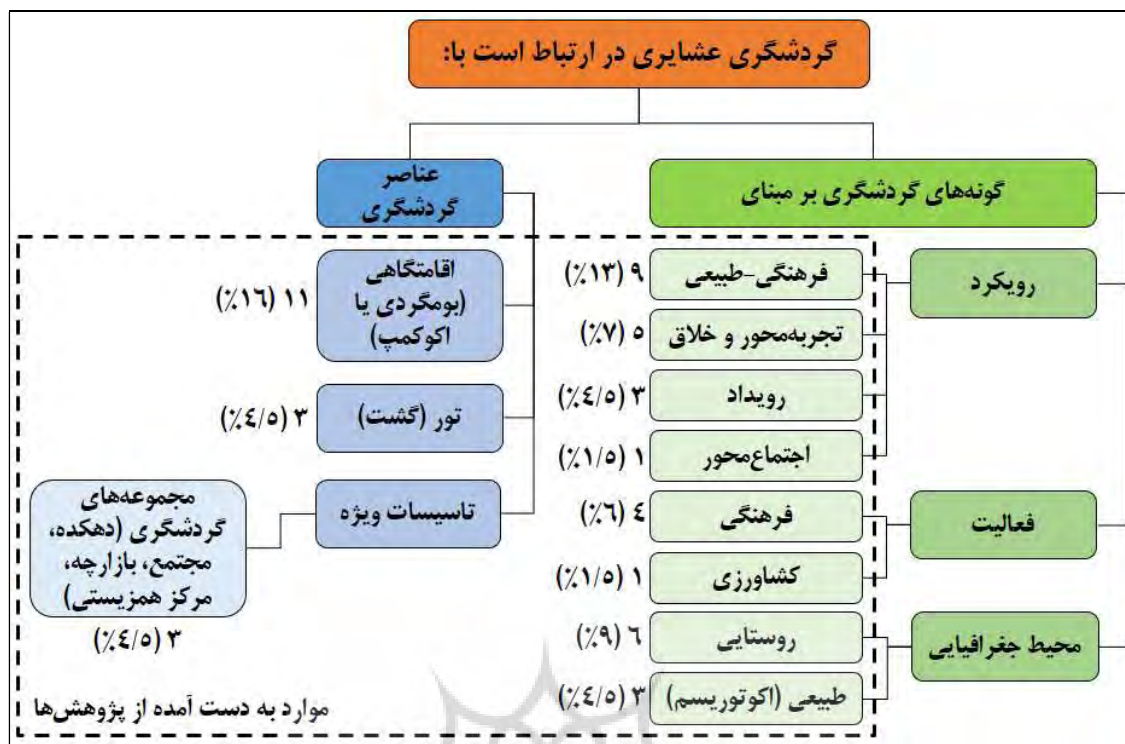 گردشگری عشایری در ارتباط است با:
گونه‌های گردشگری بر مبنای
رویکرد
فرهنگی-طبیعی
۹ (۱۳٪)
تجربه‌محور و خلاق
۵ (۷٪)
رویداد
۳ (۴/۵٪)
اجتماع‌محور
۱ (۱/۵٪)
فعالیت
فرهنگی
۴ (۶٪)
کشاورزی
۱ (۱/۵٪)
محیط جغرافیایی
روستایی
۶ (۹٪)
طبیعی (اکوتوریسم)
۳ (۴/۵٪)
عناصر
گردشگری
اقامتگاهی
(بومگردی یا
اکوکمپ)
۱۱ (۱۶٪)
تور (گشت)
۳ (۴/۵٪)
تاسیسات ویژه
مجموعه‌های
گردشگری (دهکده،
مجتمع، بازارچه،
مرکز همزیستی)
۳ (۴/۵٪)
موارد به دست آمده از پژوهش‌ها